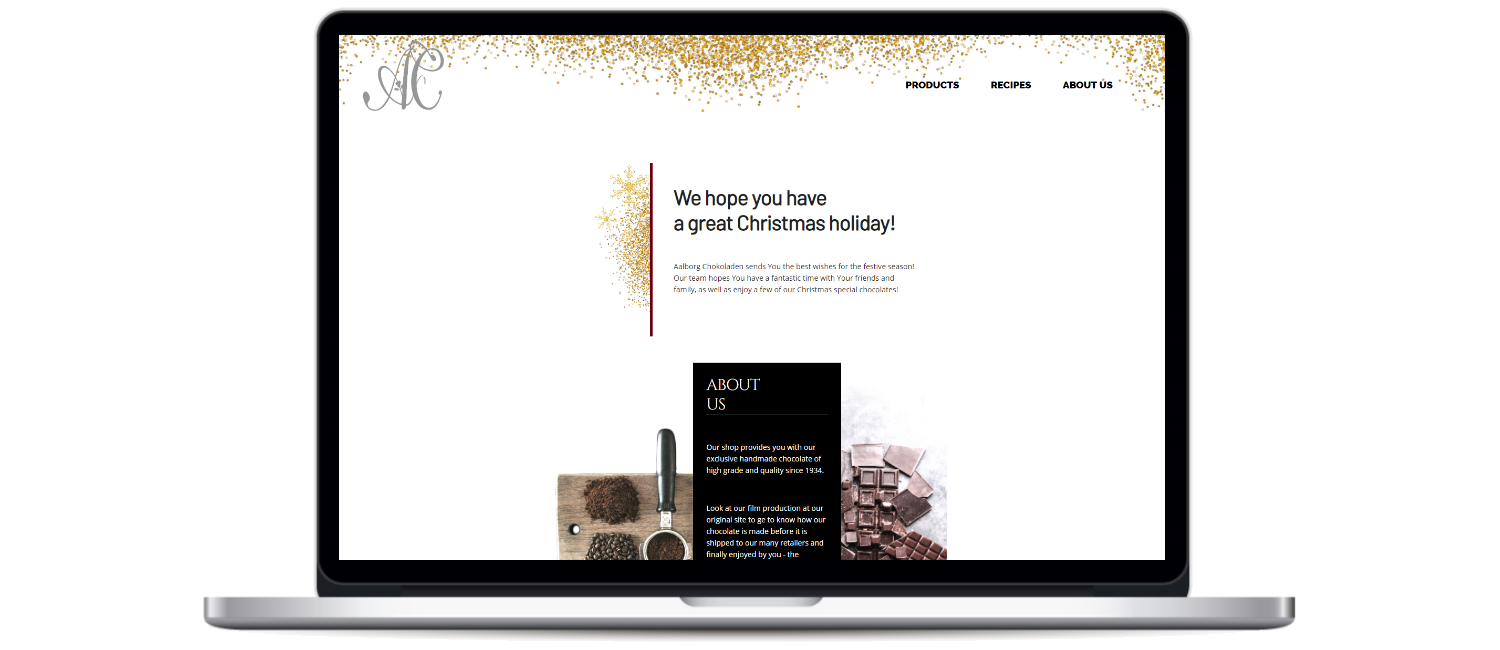 AC
PRODUCTS RECIPES ABOUT US
We hope you have
a great Christmas holiday!
Aalborg Chokoladen sends You the best wishes for the festive season!
Our team hopes You have a fantastic time with Your friends and
family, as well as enjoy a few of our Christmas special chocolates!
ABOUT
US
Our shop provides you with our
exclusive handmade chocolate of
high grade and quality since 1934.
Look at our film production at our
original site to ge to know how our
chocolate is made before it is
shipped to our many retailers and
finally enjoyed by you - the